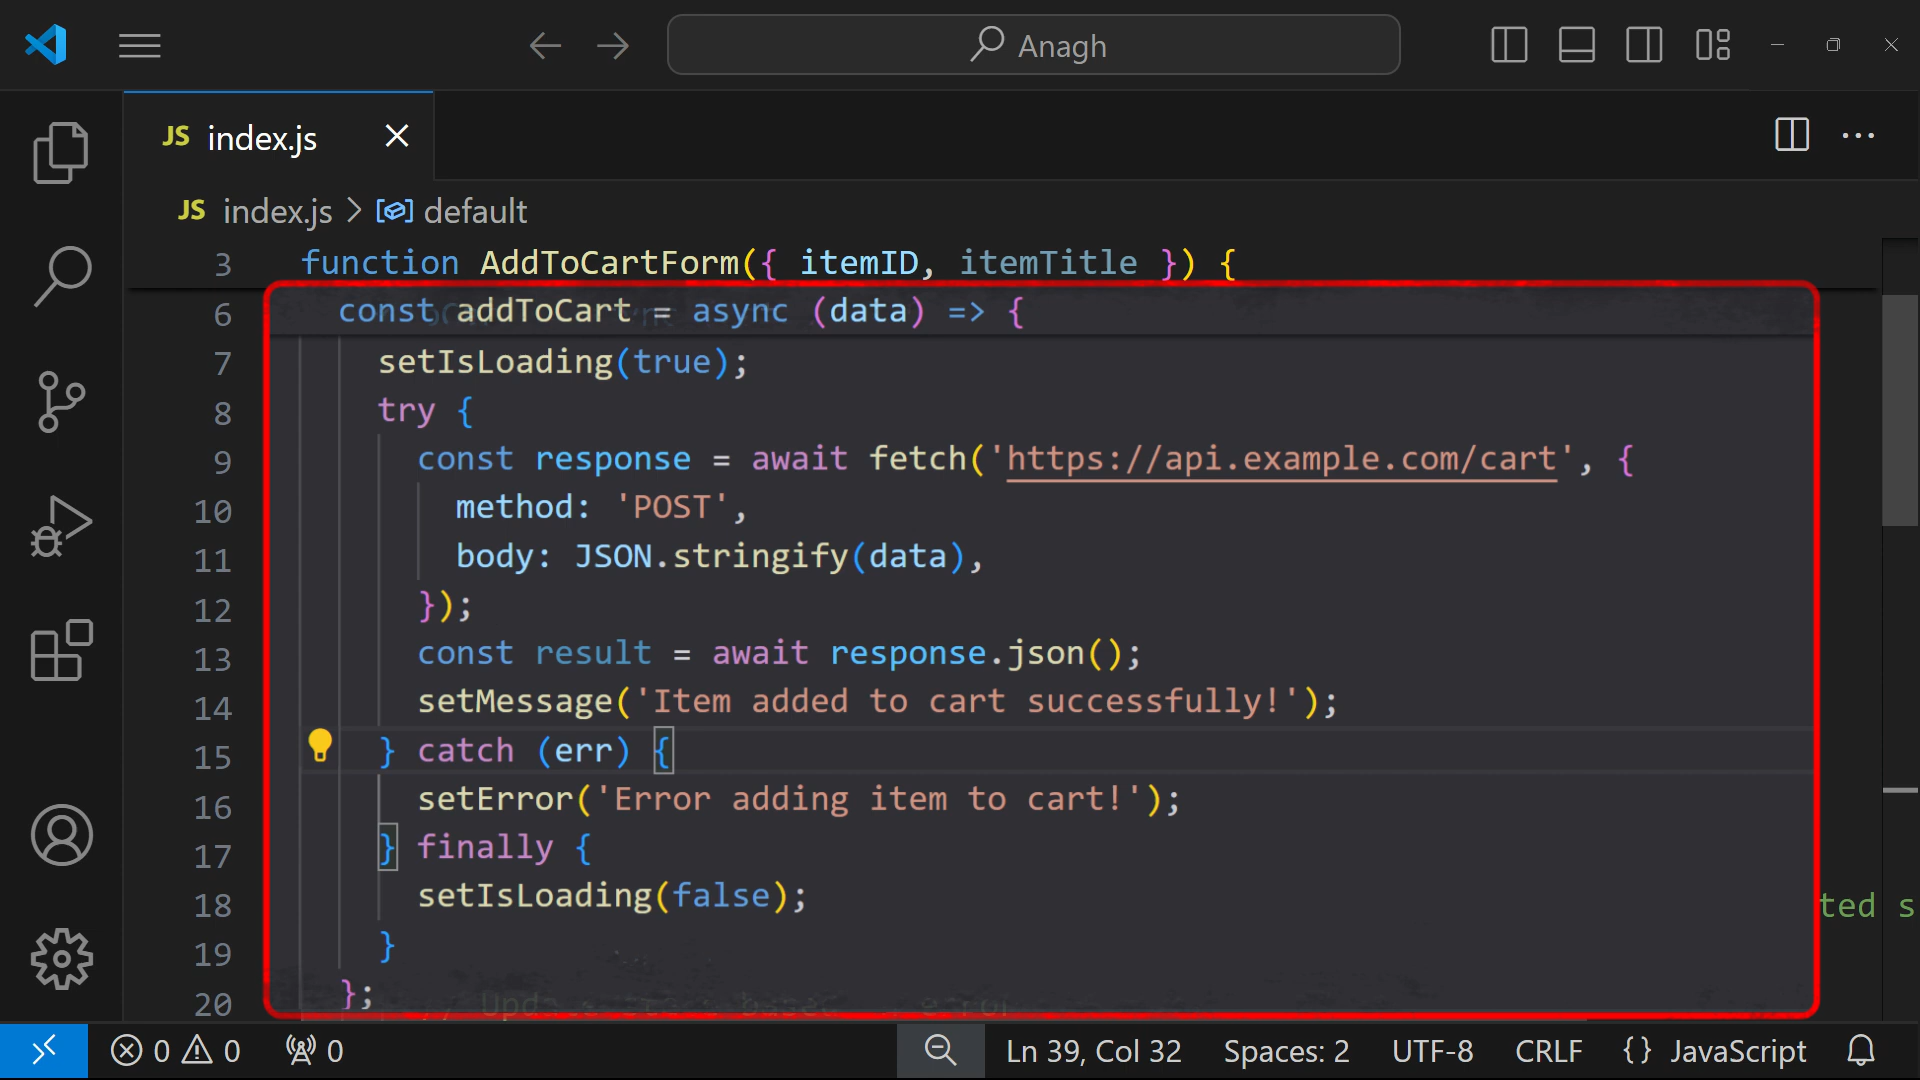 Anagh
JS index.js
JS index.js > default
3 function AddToCartForm({ itemID, itemTitle }) {
6 const addToCart = async (data) => {
7 setIsLoading(true);
8 try {
9 const response = await fetch('https://api.example.com/cart', {
10 method: 'POST',
11 body: JSON.stringify(data),
12 });
13 const result = await response.json();
14 setMessage('Item added to cart successfully!');
15 } catch (err) {
16 setError('Error adding item to cart!');
17 } finally {
18 setIsLoading(false);
ted s
19 }
20 };
0 0 0 Ln 39, Col 32 Spaces: 2 UTF-8 CRLF {} JavaScript